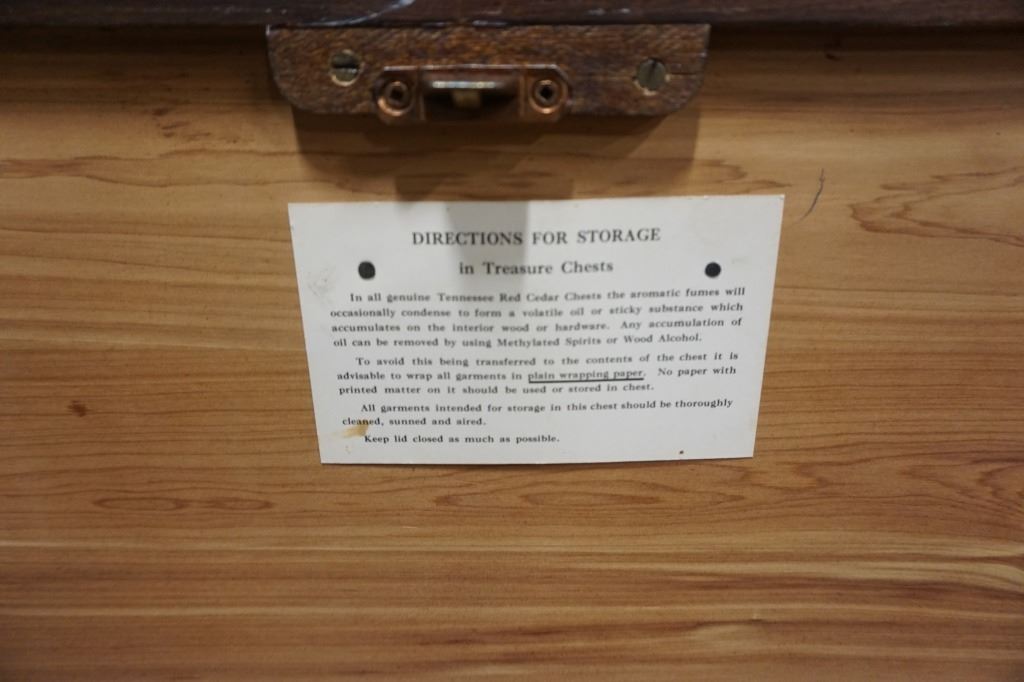 DIRECTIONS FOR STORAGE
in Treasure Chests
In all genuine Tennessee Red Cedar Chests the aromatic fumes will
occasionally condense to form a volatile oil or sticky substance which
accumulates on the interior wood or hardware. Any accumulation of
oil can be removed by using Methylated Spirits or Wood Alcohol.
To avoid this being transferred to the contents of the chest it is
advisable to wrap all garments in plain wrapping paper. No paper with
printed matter on it should be used or stored in chest.
All garments intended for storage in this chest should be thoroughly
cleaned, sunned and aired.
Keep lid closed as much as possible.